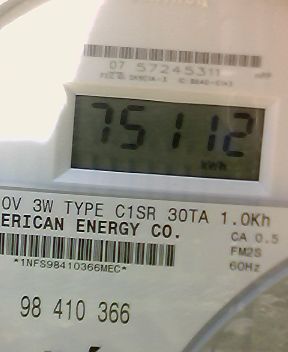 07 57245311
75112
kWh
0V 3W TYPE C1SR 30TA 1.0Kh
ERICAN ENERGY CO.
CA 0.5
FM2S
*1NFS98410366MEC*
60Hz
98 410 366